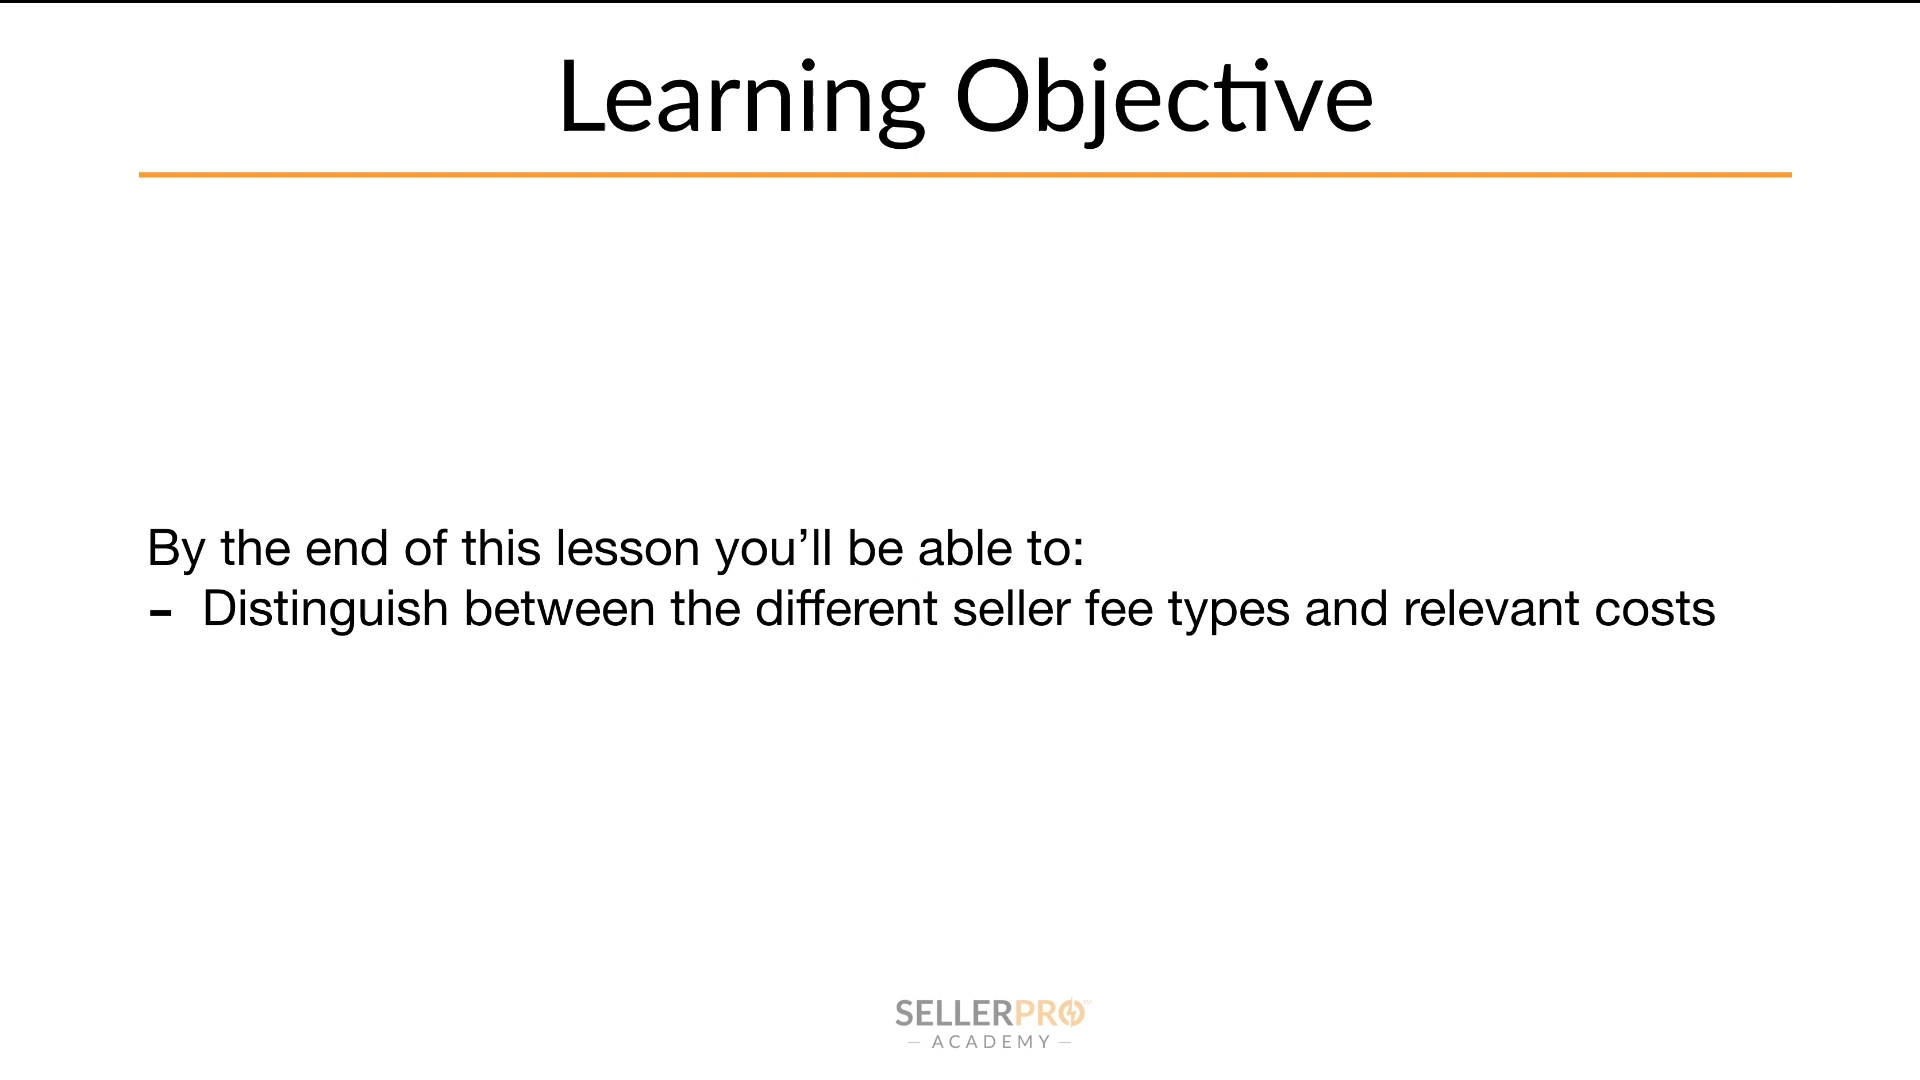 Learning Objective
By the end of this lesson you’ll be able to:
- Distinguish between the different seller fee types and relevant costs
SELLERPRO™
— ACADEMY —